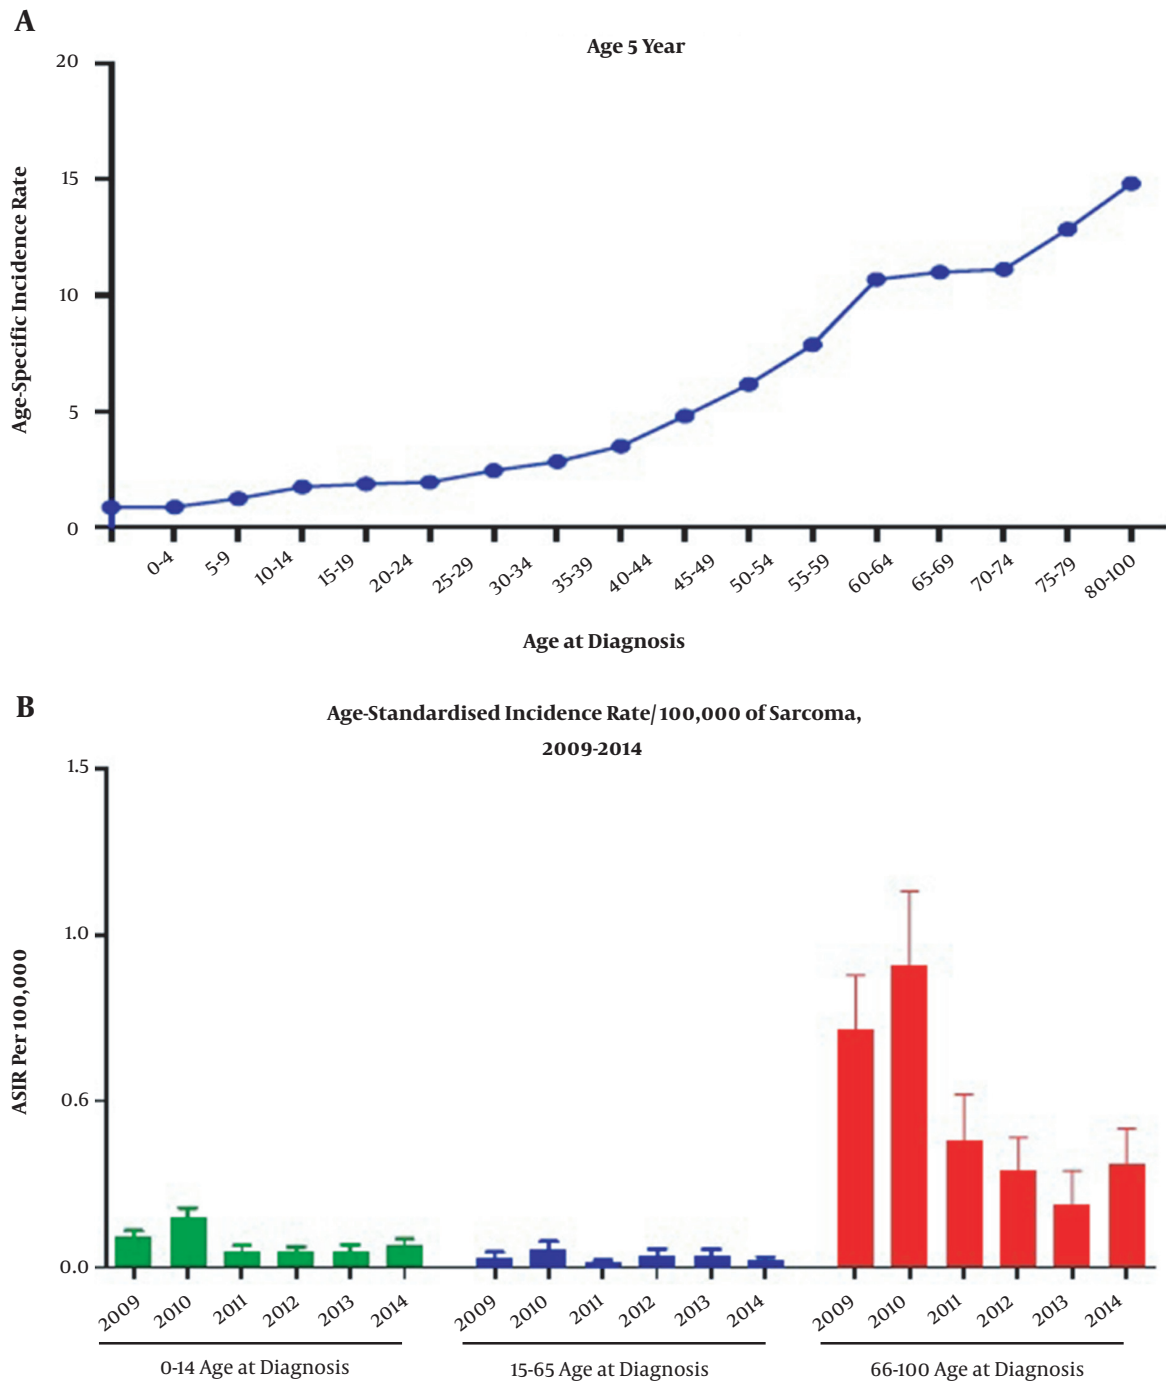 A
Age 5 Year
20
15
10
5
0
Age-Specific Incidence Rate
0-4 5-9 10-14 15-19 20-24 25-29 30-34 35-39 40-44 45-49 50-54 55-59 60-64 65-69 70-74 75-79 80-100
Age at Diagnosis
B
Age-Standardised Incidence Rate/100,000 of Sarcoma,
2009-2014
1.5
1.0
0.6
0.0
ASIR Per 100,000
2009 2010 2011 2012 2013 2014 2009 2010 2011 2012 2013 2014 2009 2010 2011 2012 2013 2014
0-14 Age at Diagnosis 15-65 Age at Diagnosis 66-100 Age at Diagnosis